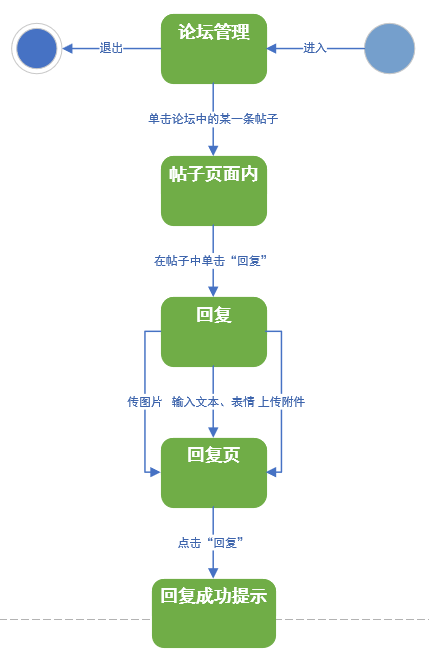 论坛管理
退出
进入
单击论坛中的某一条帖子
帖子页面内
在帖子中单击“回复”
回复
传图片
输入文本、表情
上传附件
回复页
点击“回复”
回复成功提示